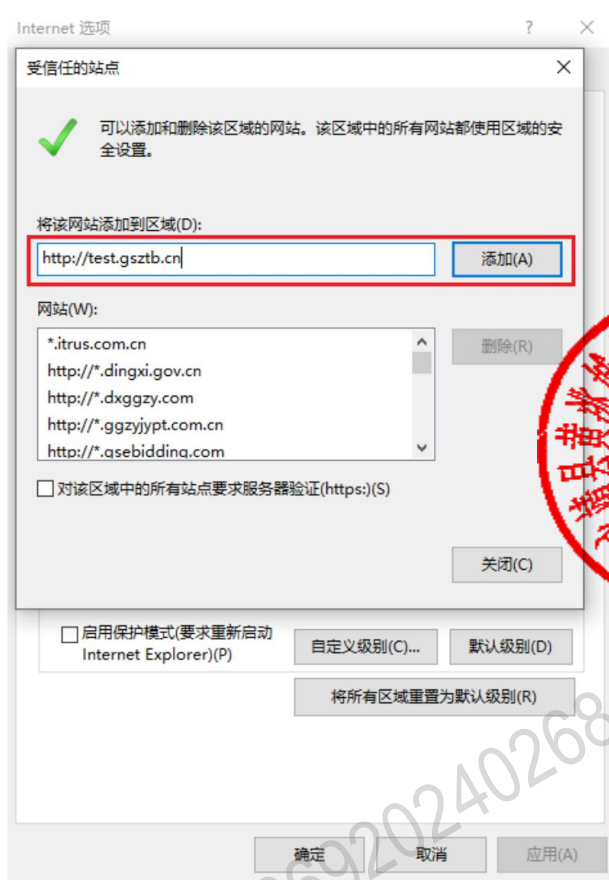 Internet 选项
?
受信任的站点
可以添加和删除该区域的网站。该区域中的所有网站都使用区域的安
全设置。
将该网站添加到区域(D):
http://test.gsztb.cn
添加(A)
网站(W):
*.itrus.com.cn
删除(R)
http://*.dingxi.gov.cn
http://*.dxggzy.com
http://*.ggzyjypt.com.cn
http://*.gsebidding.com
对该区域中的所有站点要求服务器验证(https:)(S)
关闭(C)
启用保护模式(要求重新启动
Internet Explorer)(P)
自定义级别(C)...
默认级别(D)
将所有区域重置为默认级别(R)
确定
取消
应用(A)